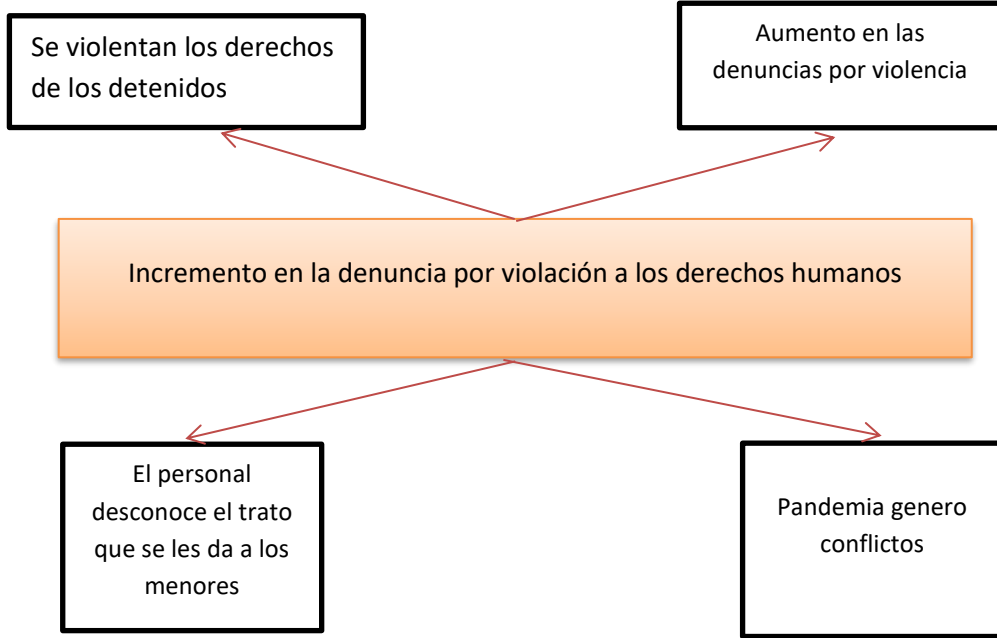 Se violentan los derechos
de los detenidos
Aumento en las
denuncias por violencia
Incremento en la denuncia por violación a los derechos humanos
El personal
desconoce el trato
que se les da a los
menores
Pandemia genero
conflictos